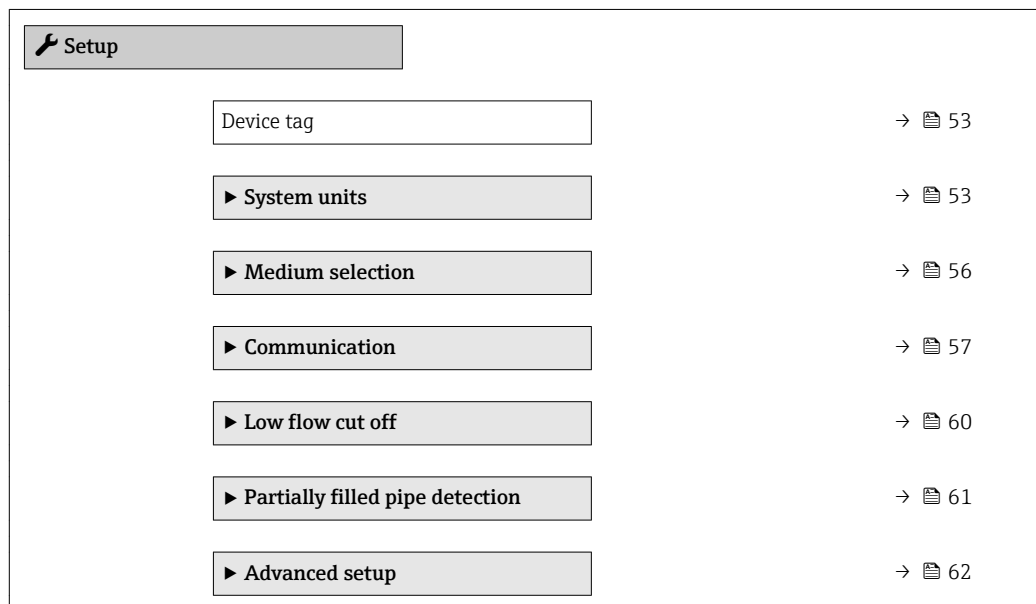 Setup
Device tag → 53
▶ System units → 53
▶ Medium selection → 56
▶ Communication → 57
▶ Low flow cut off → 60
▶ Partially filled pipe detection → 61
▶ Advanced setup → 62